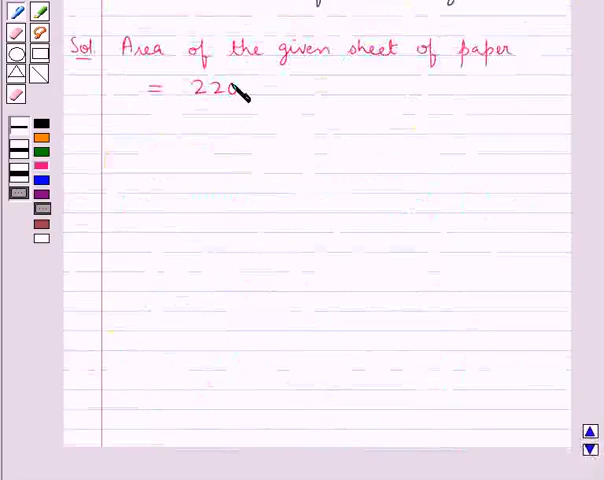 Sol. Area of the given sheet of paper
= 220